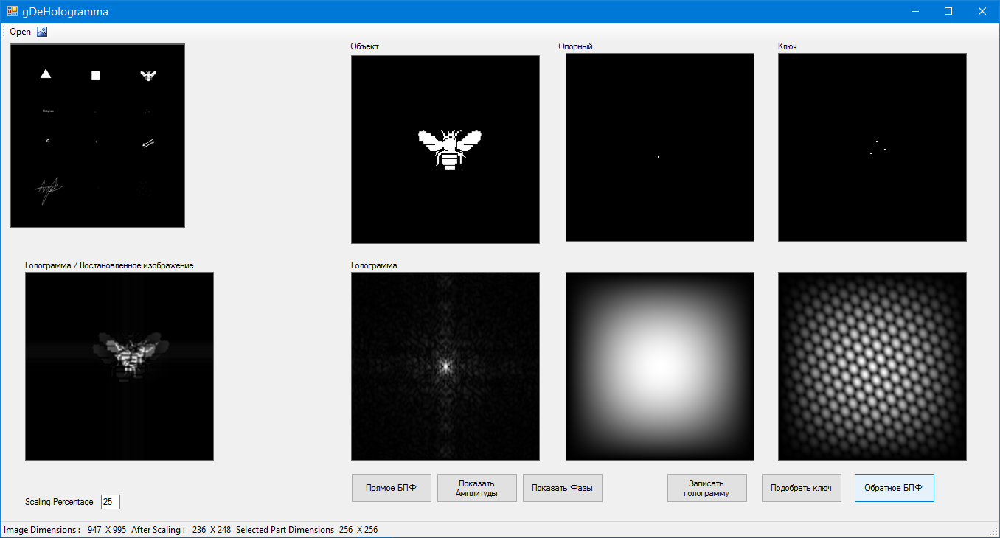 gDeHologramma
Open
Объект
Опорный
Ключ
Hologram
Голограмма / Востановленное изображение
Голограмма
Прямое БПФ
Показать
Амплитуды
Показать Фазы
Записать
голограмму
Подобрать ключ
Обратное БПФ
Scaling Percentage 25
Image Dimensions : 947 X 995 After Scaling : 236 X 248 Selected Part Dimensions 256 X 256